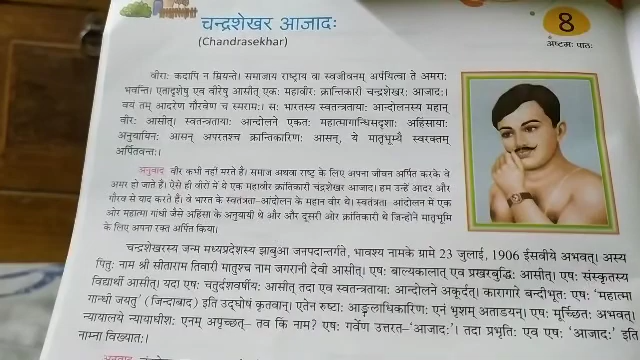 चन्द्रशेखर आजादः
(Chandrasekhar)
8
अष्टमः पाठः
वीराः कदापि न म्रियन्ते। समाजाय राष्ट्राय वा स्वजीवनम् अर्पयित्वा ते अमराः
भवन्ति। एतादृशेषु एव वीरेषु आसीत् एकः महावीरः क्रान्तिकारी चन्द्रशेखरः आजादः।
वयं तम् आदरेण गौरवेण च स्मरामः। सः भारतस्य स्वतन्त्रतायाः आन्दोलनस्य महान्
वीरः आसीत्। स्वतन्त्रतायाः आन्दोलने एकतः महात्मागान्धिसदृशाः अहिंसायाः
अनुयायिनः आसन् अपरतश्च क्रान्तिकारिणः आसन्, ये मातृभूम्यै स्वरक्तम्
अर्पितवन्तः।
अनुवाद वीर कभी नहीं मरते हैं। समाज अथवा राष्ट्र के लिए अपना जीवन अर्पित करके वे
अमर हो जाते हैं। ऐसे ही वीरों में थे एक महावीर क्रांतिकारी चंद्रशेखर आजाद। हम उन्हें आदर और
गौरव से याद करते हैं। वे भारत के स्वतंत्रता-आंदोलन के महान वीर थे। स्वतंत्रता आंदोलन में एक
ओर महात्मा गांधी जैसे अहिंसा के अनुयायी थे और और दूसरी ओर क्रांतिकारी थे जिन्होंने मातृभूमि
के लिए अपना रक्त अर्पित किया।
चन्द्रशेखरस्य जन्म मध्यप्रदेशस्य झाबुआ जनपदान्तर्गते, भावश्य नामके ग्रामे 23 जुलाई, 1906 ईसवीये अभवत्। अस्य
पितुः नाम श्री सीताराम तिवारी मातुश्च नाम जगरानी देवी आसीत्। एषः बाल्यकालात् एव प्रखरबुद्धिः आसीत्। एषः संस्कृतस्य
विद्यार्थी आसीत्। यदा एषः चतुर्दशवर्षीयः आसीत् तदा एव स्वतन्त्रतायाः आन्दोलने अकूर्दत्। कारागारे बन्दीभूतः एषः 'महात्मा
गान्धी जयतु' (जिन्दाबाद) इति उद्घोषं कृतवान्। एतेन रुष्टाः आङ्ग्लाधिकारिणः एनं भृशम् अताडयन्। एषः मूर्च्छितः अभवत्।
न्यायालये न्यायाधीशः एनम् अपृच्छत्- तव किं नाम? एषः गर्वेण उत्तरत-'आजादः'। तदा प्रभृतिः एव एषः 'आजादः' इति
नाम्ना विख्यातः।